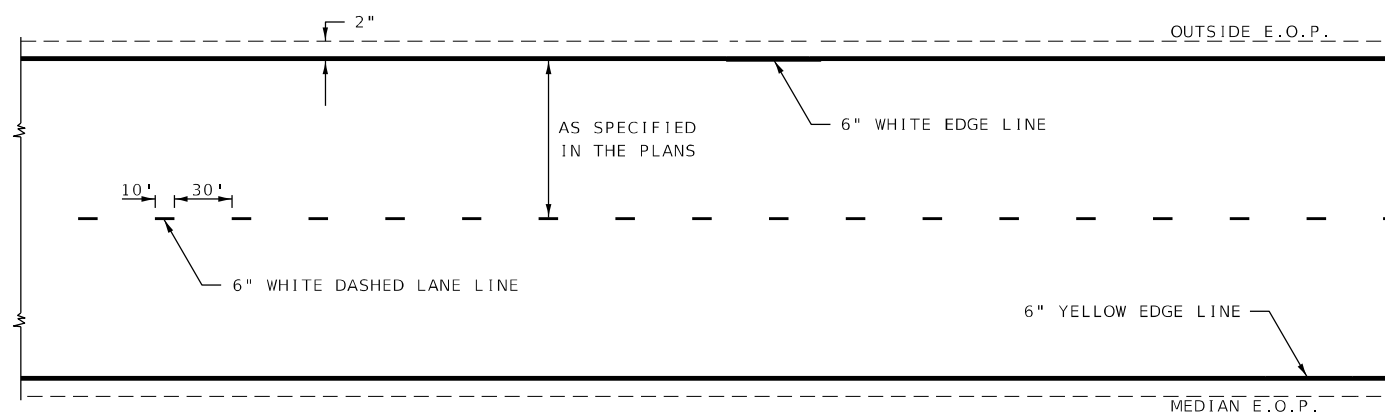 2"
OUTSIDE E.O.P.
AS SPECIFIED
IN THE PLANS
6" WHITE EDGE LINE
10'
30'
6" WHITE DASHED LANE LINE
6" YELLOW EDGE LINE
MEDIAN E.O.P.